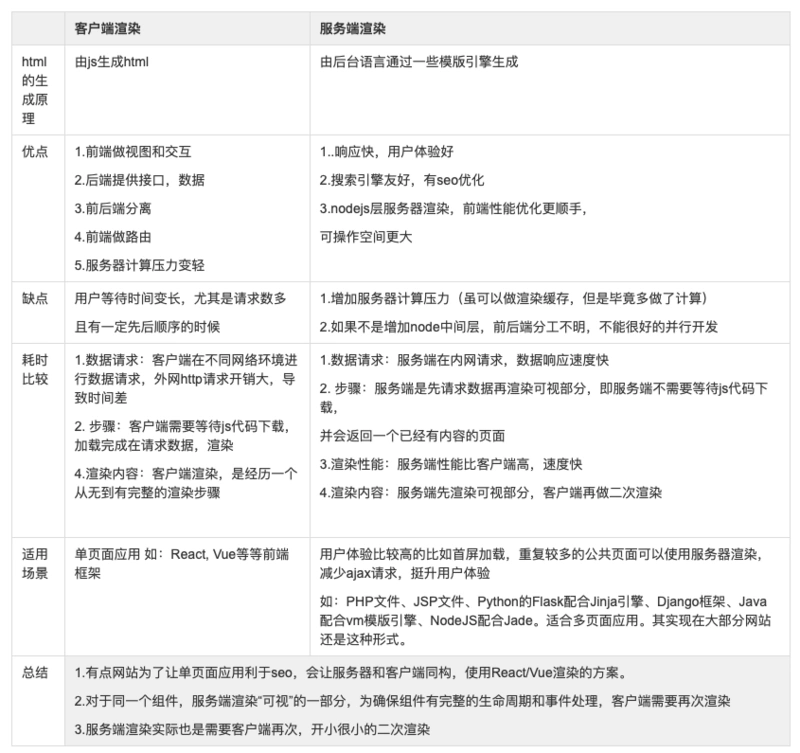 客户端渲染
服务端渲染
html
的生
成原
理
由js生成html
由后台语言通过一些模版引擎生成
优点
1.前端做视图和交互
2.后端提供接口，数据
3.前后端分离
4.前端做路由
5.服务器计算压力变轻
1..响应快，用户体验好
2.搜索引擎友好，有seo优化
3.nodejs层服务器渲染，前端性能优化更顺手，
可操作空间更大
缺点
用户等待时间变长，尤其是请求数多
且有一定先后顺序的时候
1.增加服务器计算压力（虽可以做渲染缓存，但是毕竟多做了计算）
2.如果不是增加node中间层，前后端分工不明，不能很好的并行开发
耗时
比较
1.数据请求：客户端在不同网络环境进
行数据请求，外网http请求开销大，导
致时间差
2. 步骤：客户端需要等待js代码下载，
加载完成在请求数据，渲染
4.渲染内容：客户端渲染，是经历一个
从无到有完整的渲染步骤
1.数据请求：服务端在内网请求，数据响应速度快
2. 步骤：服务端是先请求数据再渲染可视部分，即服务端不需要等待js代码下
载，
并会返回一个已经有内容的页面
3.渲染性能：服务端性能比客户端高，速度快
4.渲染内容：服务端先渲染可视部分，客户端再做二次渲染
适用
场景
单页面应用 如：React, Vue等等前端
框架
用户体验比较高的比如首屏加载，重复较多的公共页面可以使用服务器渲染，
减少ajax请求，挺升用户体验
如：PHP文件、JSP文件、Python的Flask配合Jinja引擎、Django框架、Java
配合vm模版引擎、NodeJS配合Jade。适合多页面应用。其实现在大部分网站
还是这种形式。
总结
1.有点网站为了让单页面应用利于seo，会让服务器和客户端同构，使用React/Vue渲染的方案。
2.对于同一个组件，服务端渲染“可视”的一部分，为确保组件有完整的生命周期和事件处理，客户端需要再次渲染
3.服务端渲染实际也是需要客户端再次，开小很小的二次渲染